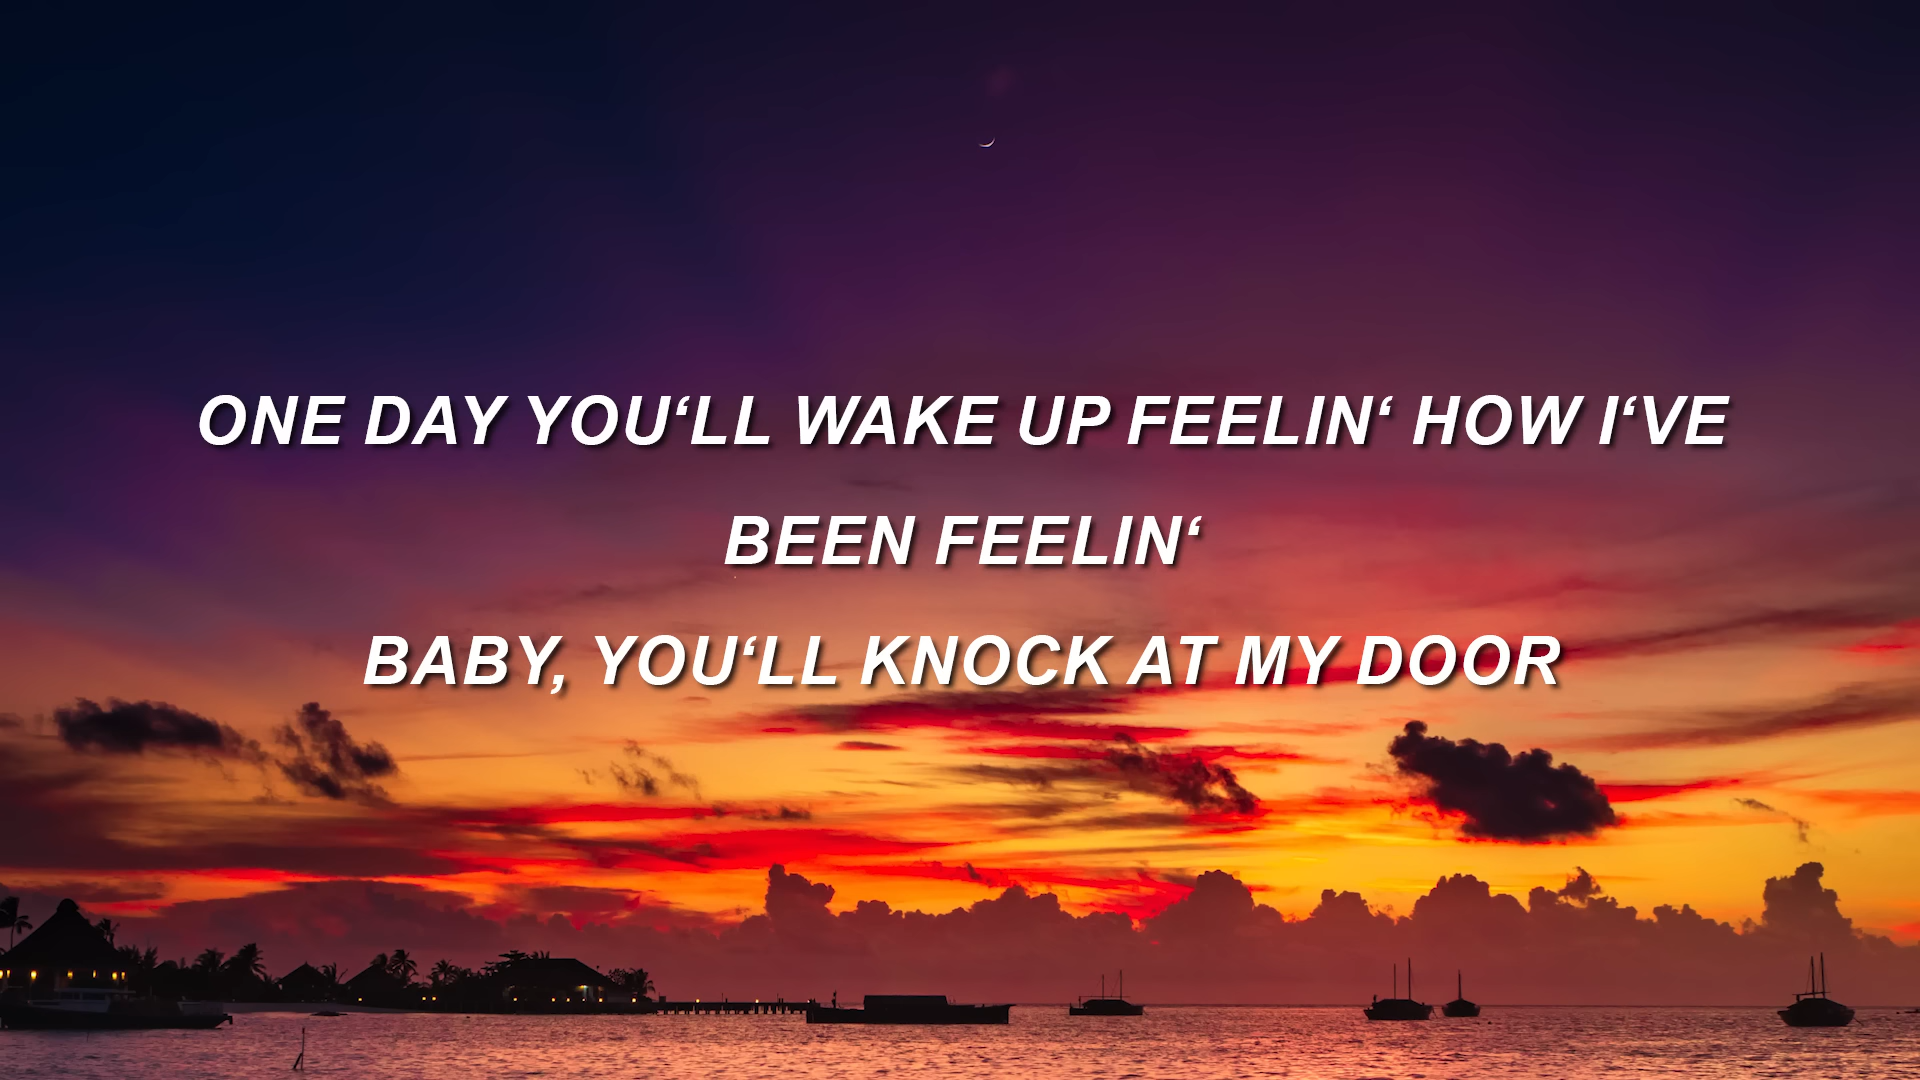 ONE DAY YOU‘LL WAKE UP FEELIN‘ HOW I‘VE
BEEN FEELIN‘
BABY, YOU‘LL KNOCK AT MY DOOR